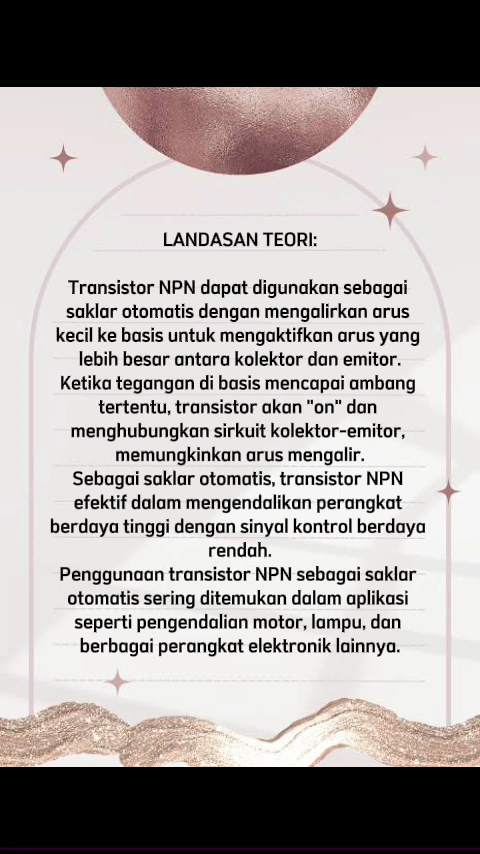 LANDASAN TEORI:
Transistor NPN dapat digunakan sebagai
saklar otomatis dengan mengalirkan arus
kecil ke basis untuk mengaktifkan arus yang
lebih besar antara kolektor dan emitor.
Ketika tegangan di basis mencapai ambang
tertentu, transistor akan "on" dan
menghubungkan sirkuit kolektor-emitor,
memungkinkan arus mengalir.
Sebagai saklar otomatis, transistor NPN
efektif dalam mengendalikan perangkat
berdaya tinggi dengan sinyal kontrol berdaya
rendah.
Penggunaan transistor NPN sebagai saklar
otomatis sering ditemukan dalam aplikasi
seperti pengendalian motor, lampu, dan
berbagai perangkat elektronik lainnya.